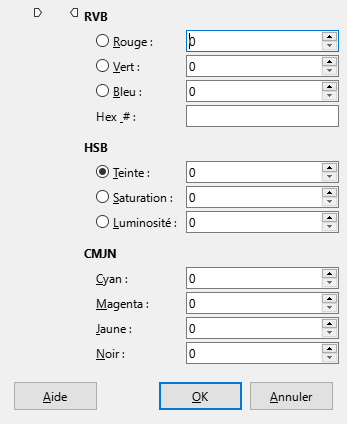 RVB
Rouge : 0
Vert : 0
Bleu : 0
Hex # :
HSB
Teinte : 0
Saturation : 0
Luminosité : 0
CMJN
Cyan : 0
Magenta : 0
Jaune : 0
Noir : 0
Aide OK Annuler